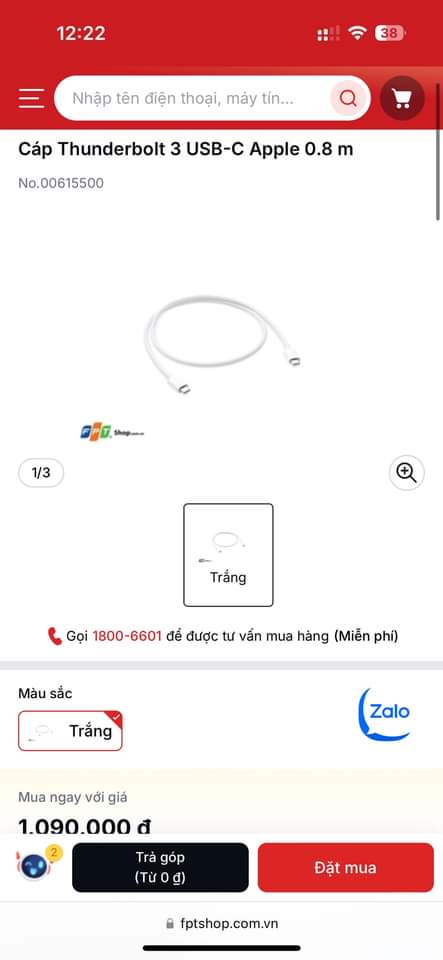 12:22
38
Nhập tên điện thoại, máy tín...
Cáp Thunderbolt 3 USB-C Apple 0.8 m
No.00615500
FPT Shop.com.vn
1/3
Trắng
Gọi 1800-6601 để được tư vấn mua hàng (Miễn phí)
Màu sắc
Trắng
Zalo
Mua ngay với giá
1.090.000 đ
2
Trả góp
(Từ 0 ₫)
Đặt mua
fptshop.com.vn